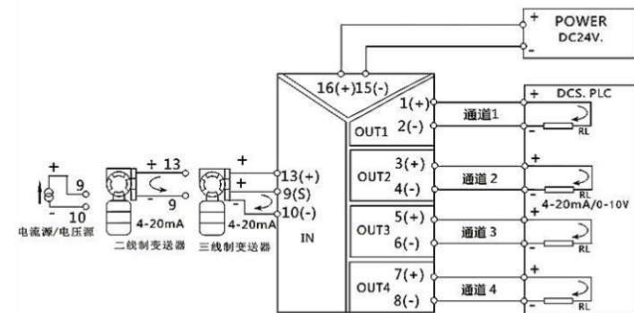 + POWER
DC24V.
-
16(+)15(-)
+ DCS. PLC
1(+) 通道1
2(-) - RL
OUT1
3(+) +
OUT2 通道 2
4(-) - RL
4-20mA/0-10V
5(+) +
OUT3 通道 3
6(-) - RL
7(+) +
OUT4 通道 4
8(-) - RL
+ 13 +
13(+)
+ 9 + 9(S)
- 10 - 9 - 10(-)
4-20mA 4-20mA IN
电流源/电压源 二线制变送器 三线制变送器